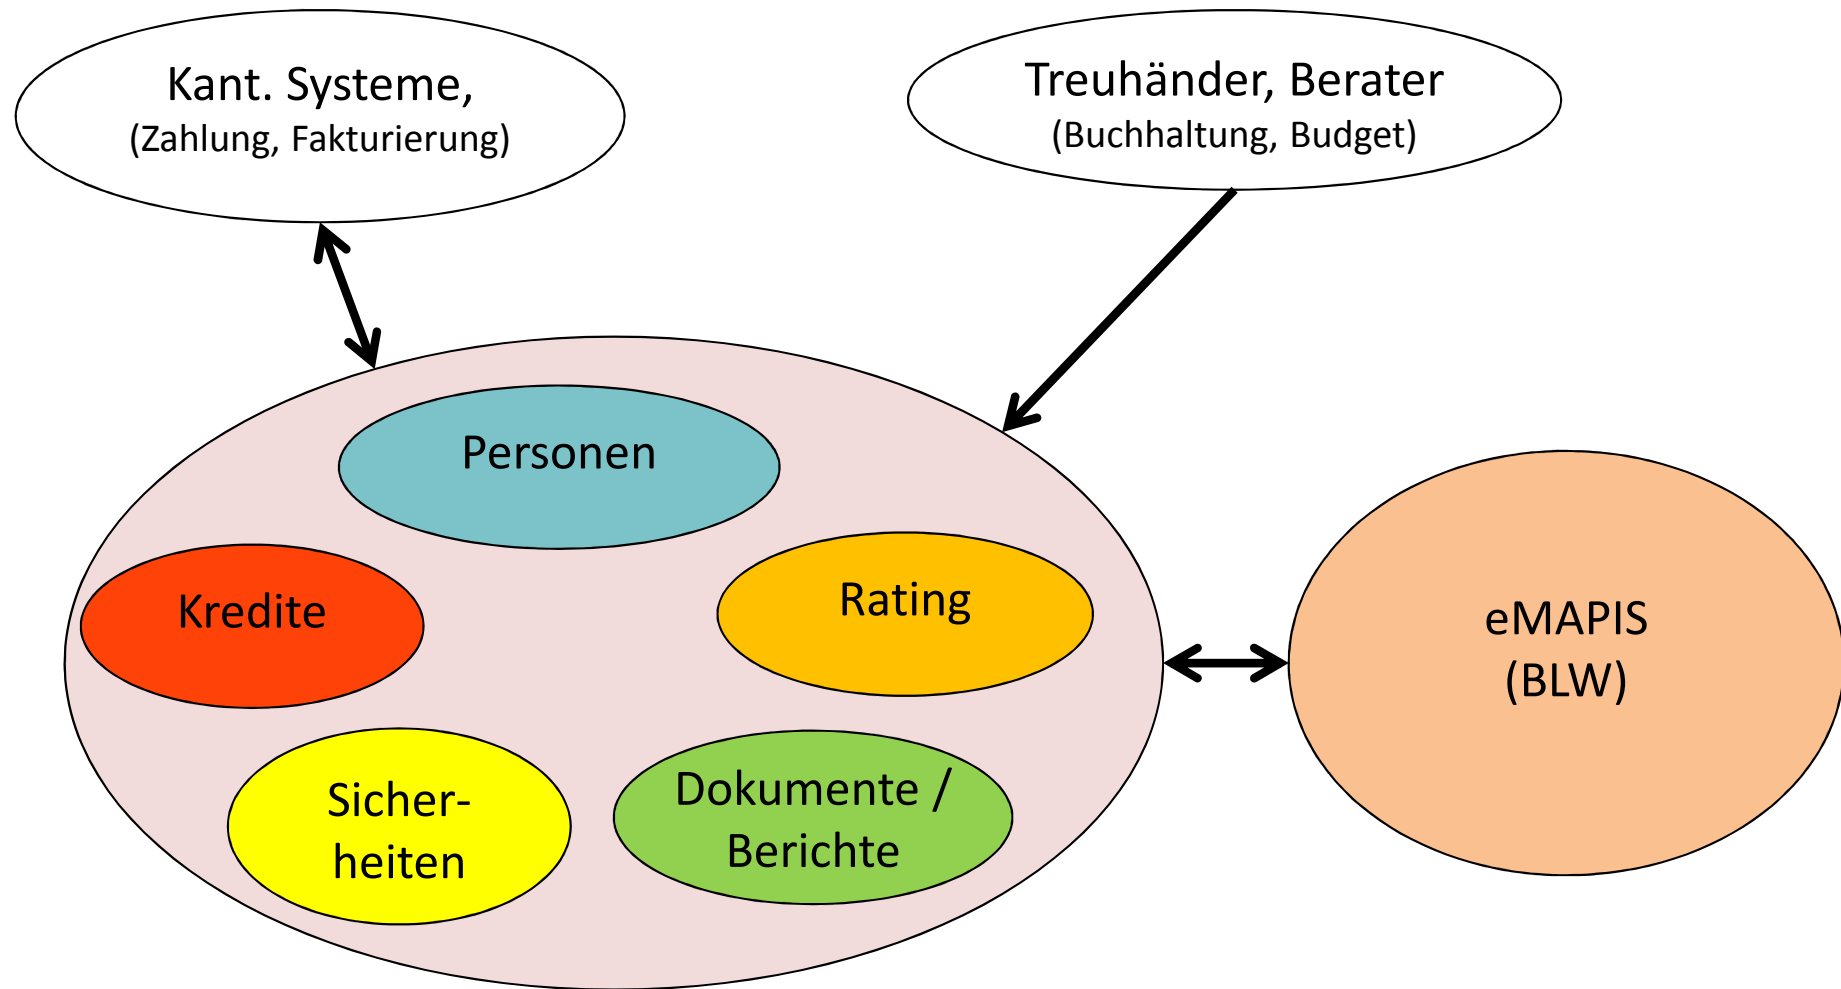 Kant. Systeme,
(Zahlung, Fakturierung)
Treuhänder, Berater
(Buchhaltung, Budget)
Personen
Kredite
Rating
eMAPIS
(BLW)
Sicher-
heiten
Dokumente /
Berichte